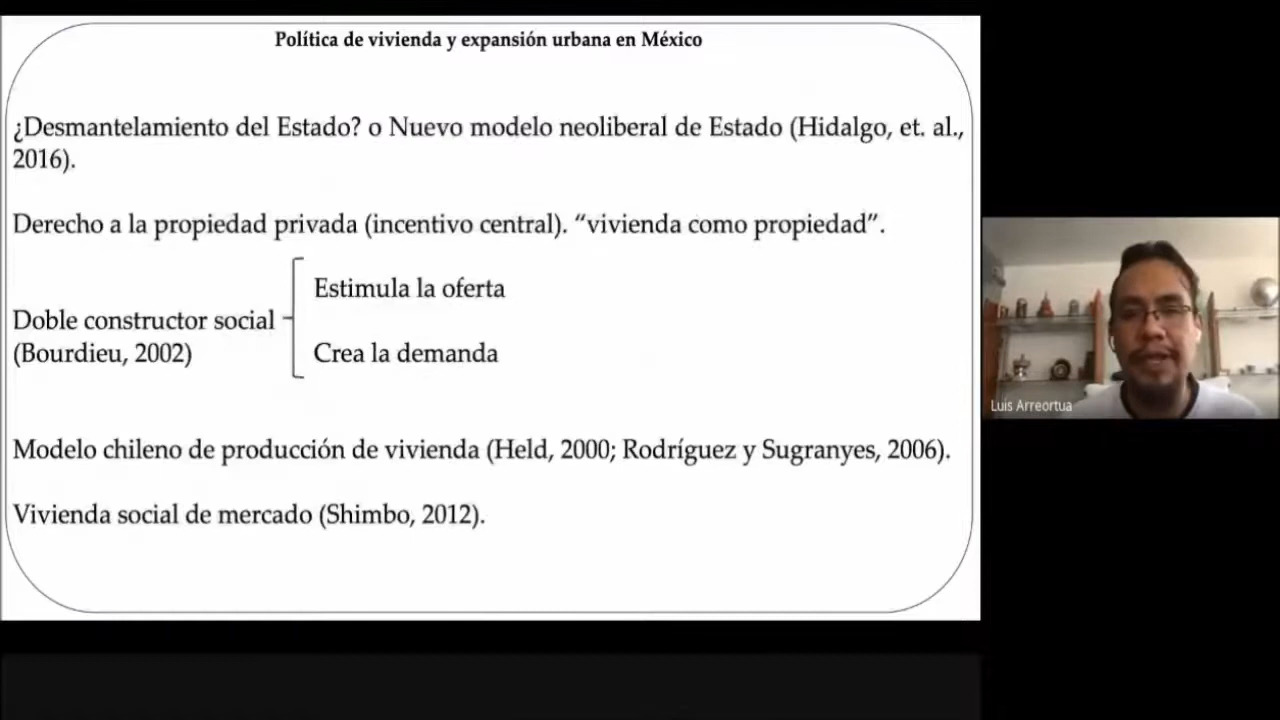 Política de vivienda y expansión urbana en México
¿Desmantelamiento del Estado? o Nuevo modelo neoliberal de Estado (Hidalgo, et. al.,
2016).
Derecho a la propiedad privada (incentivo central). “vivienda como propiedad”.
Estimula la oferta
Doble constructor social
(Bourdieu, 2002)
Crea la demanda
Modelo chileno de producción de vivienda (Held, 2000; Rodríguez y Sugranyes, 2006).
Vivienda social de mercado (Shimbo, 2012).
Luis Arreortua